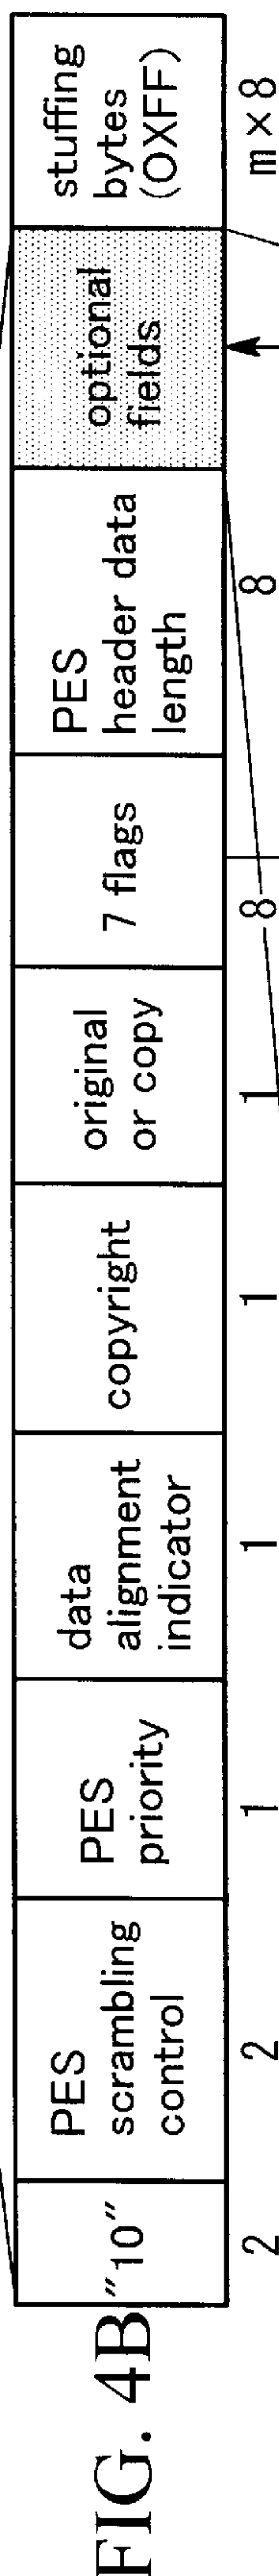 FIG. 4B
"10"
PES
scrambling
control
PES
priority
data
alignment
indicator
copyright
original
or copy
7 flags
PES
header data
length
optional
fields
stuffing
bytes
(OXFF)
2
2
1
1
1
1
8
8
m × 8